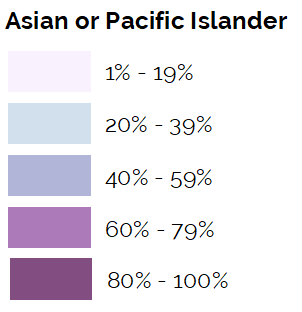 Asian or Pacific Islander
1% - 19%
20% - 39%
40% - 59%
60% - 79%
80% - 100%